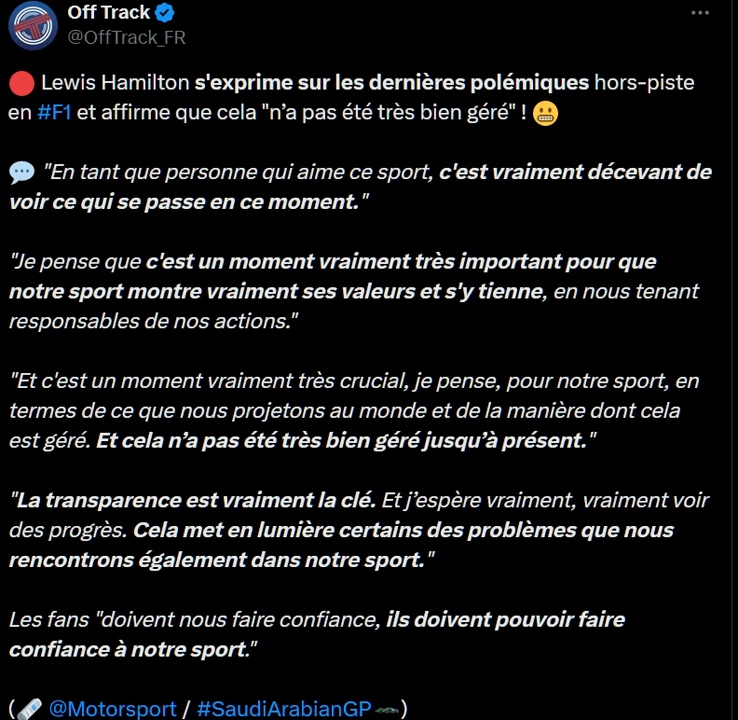 Off Track
@OffTrack_FR
🔴 Lewis Hamilton s'exprime sur les dernières polémiques hors-piste
en #F1 et affirme que cela "n’a pas été très bien géré" ! 😬
💬 "En tant que personne qui aime ce sport, c'est vraiment décevant de
voir ce qui se passe en ce moment."
"Je pense que c'est un moment vraiment très important pour que
notre sport montre vraiment ses valeurs et s'y tienne, en nous tenant
responsables de nos actions."
"Et c'est un moment vraiment très crucial, je pense, pour notre sport, en
termes de ce que nous projetons au monde et de la manière dont cela
est géré. Et cela n’a pas été très bien géré jusqu’à présent."
"La transparence est vraiment la clé. Et j’espère vraiment, vraiment voir
des progrès. Cela met en lumière certains des problèmes que nous
rencontrons également dans notre sport."
Les fans "doivent nous faire confiance, ils doivent pouvoir faire
confiance à notre sport."
(🗞️ @Motorsport / #SaudiArabianGP)